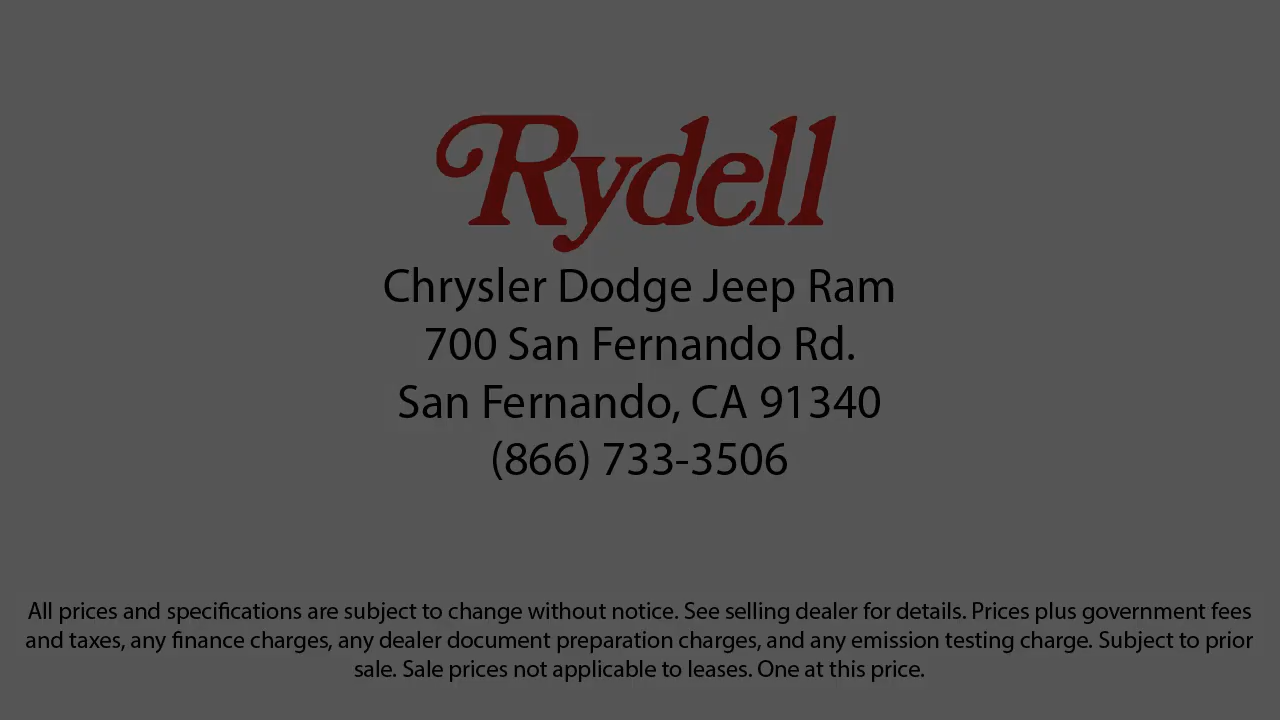 Rydell
Chrysler Dodge Jeep Ram
700 San Fernando Rd.
San Fernando, CA 91340
(866) 733-3506
All prices and specifications are subject to change without notice. See selling dealer for details. Prices plus government fees
and taxes, any finance charges, any dealer document preparation charges, and any emission testing charge. Subject to prior
sale. Sale prices not applicable to leases. One at this price.